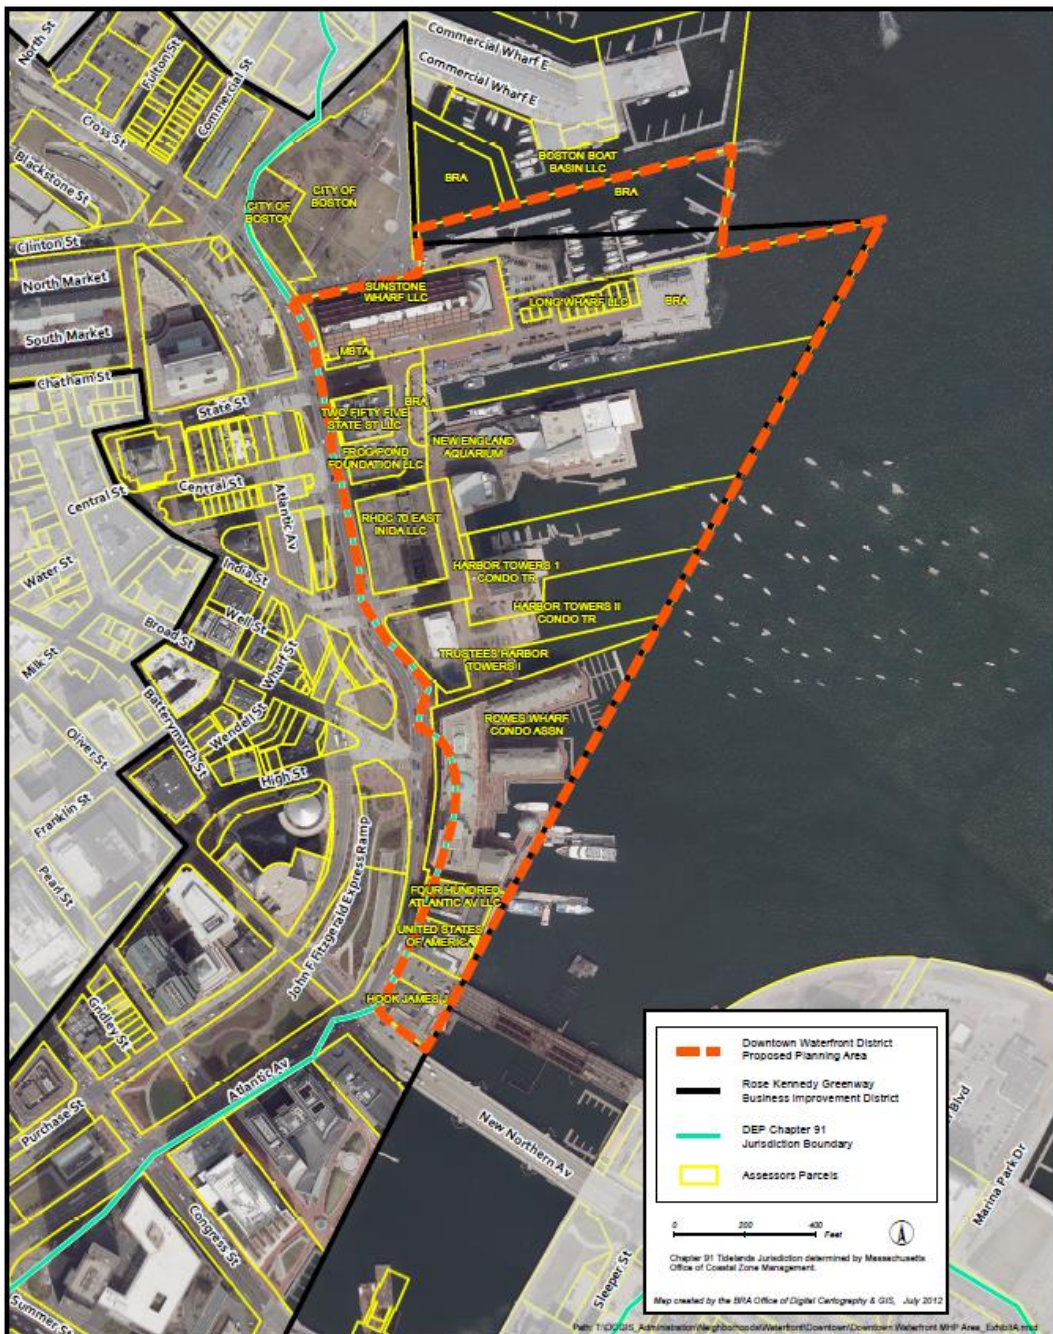 North St
Fulton St
Commercial St
Cross St
Blackstone St
Commercial Wharf E
Commercial Wharf E
BOSTON BOAT
BASIN LLC
BRA
BRA
CITY OF
BOSTON
CITY OF
BOSTON
Clinton St
North Market
South Market
Chatham St
State St
SUNSTONE
WHARF LLC
LONG WHARF LLC
BRA
MBTA
BRA
TWO FIFTY FIVE
STATE ST LLC
FROG POND
FOUNDATION LLC
NEW ENGLAND
AQUARIUM
Central St
Central St
Atlantic Av
RHDC 70 EAST
INIDA LLC
Water St
India St
HARBOR TOWERS 1
CONDO TR
HARBOR TOWERS II
CONDO TR
Milk St
Broad St
Well St
Wharf St
TRUSTEES HARBOR
TOWERS I
Batterymarch St
Wendell St
Oliver St
ROWES WHARF
CONDO ASSN
High St
Franklin St
Pearl St
John F Fitzgerald Express Ramp
FOUR HUNDRED
ATLANTIC AV LLC
UNITED STATES
OF AMERICA
HOOK JAMES J
Gridley St
Atlantic Av
Purchase St
New Northern Av
Congress St
Summer St
Sleeper St
Blvd
Marina Park Dr
Downtown Waterfront District
Proposed Planning Area
Rose Kennedy Greenway
Business Improvement District
DEP Chapter 91
Jurisdiction Boundary
Assessors Parcels
0 200 400
Feet
Chapter 91 Tidelands Jurisdiction determined by Massachusetts
Office of Coastal Zone Management.
Map created by the BRA Office of Digital Cartography & GIS, July 2012